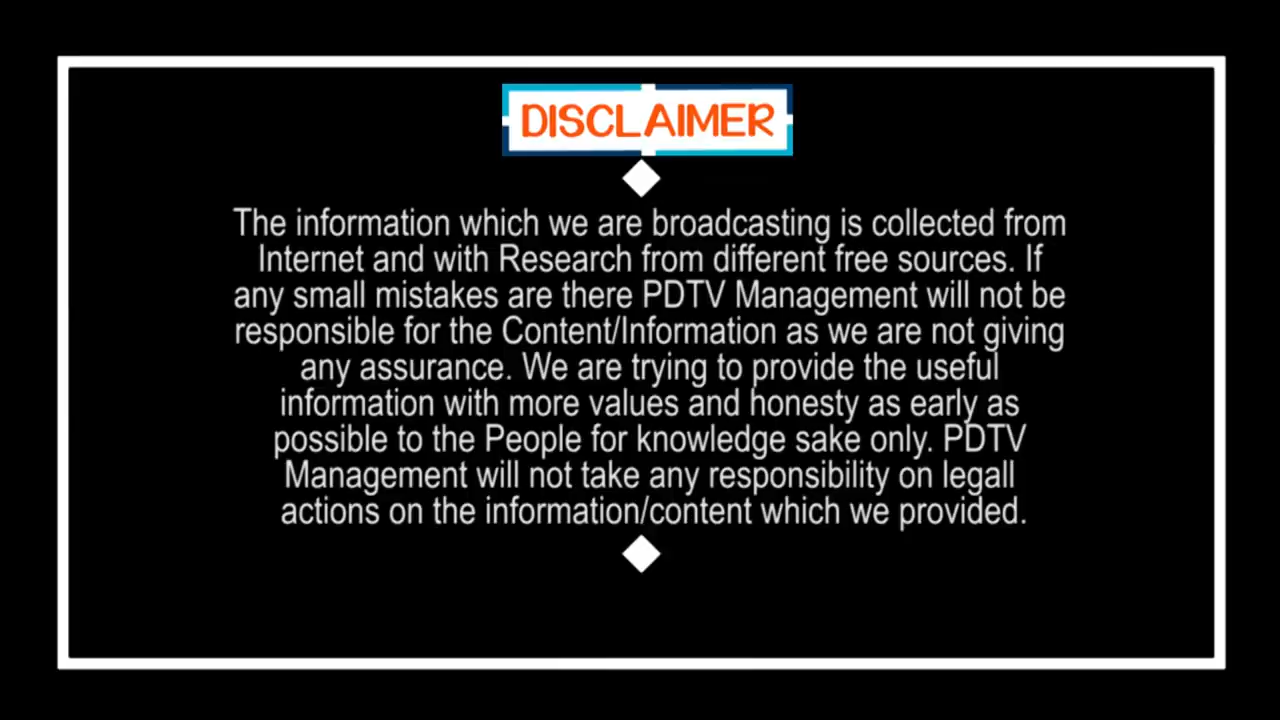 DISCLAIMER
The information which we are broadcasting is collected from
Internet and with Research from different free sources. If
any small mistakes are there PDTV Management will not be
responsible for the Content/Information as we are not giving
any assurance. We are trying to provide the useful
information with more values and honesty as early as
possible to the People for knowledge sake only. PDTV
Management will not take any responsibility on legall
actions on the information/content which we provided.